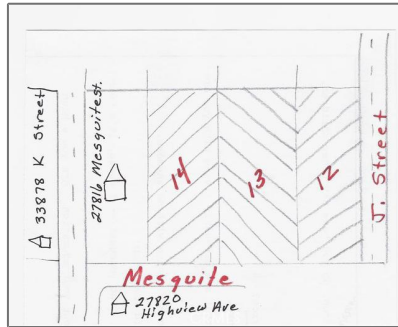 33878 K Street
27816 Mesquite st.
14
13
12
J. Street
Mesquite
27820
Highview Ave